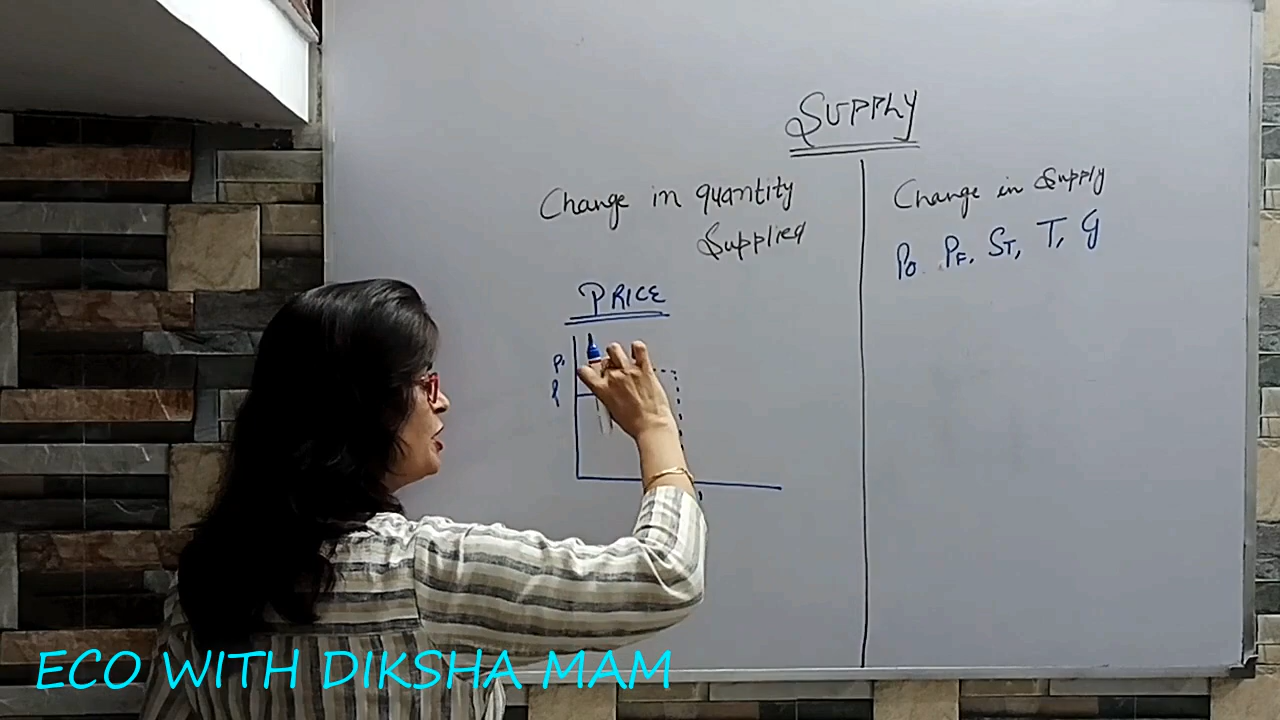 SUPPLY
Change in quantity
Supplied
PRICE
P1
P
Change in Supply
Po, PF, ST, T, G
ECO WITH DIKSHA MAM